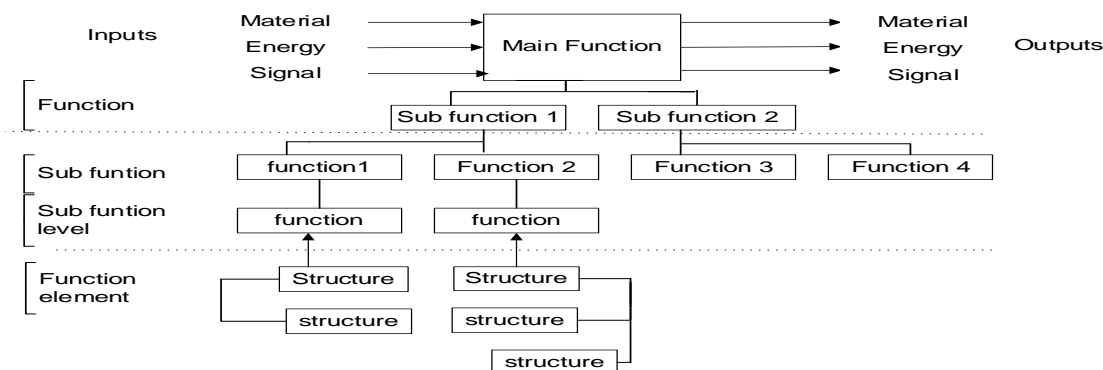 Inputs
Material
Energy
Signal
Main Function
Material
Energy
Signal
Outputs
Function
Sub function 1
Sub function 2
Sub funtion
function1
Function 2
Function 3
Function 4
Sub funtion
level
function
function
Function
element
Structure
Structure
structure
structure
structure